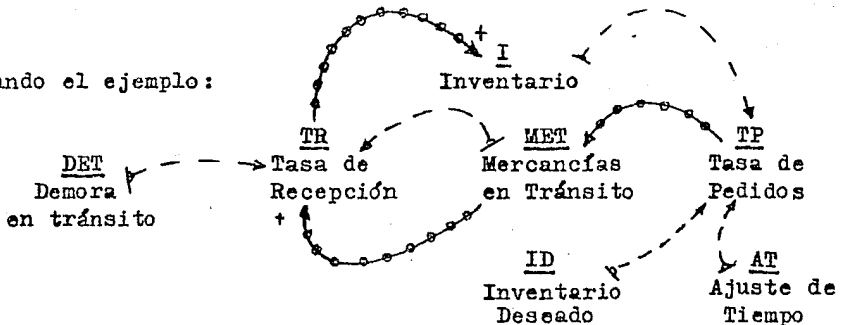 ando el ejemplo:
+
I
Inventario
DET
Demora
en tránsito
TR
Tasa de
Recepción
+
MET
Mercancías
en Tránsito
TP
Tasa de
Pedidos
ID
Inventario
Deseado
AT
Ajuste de
Tiempo